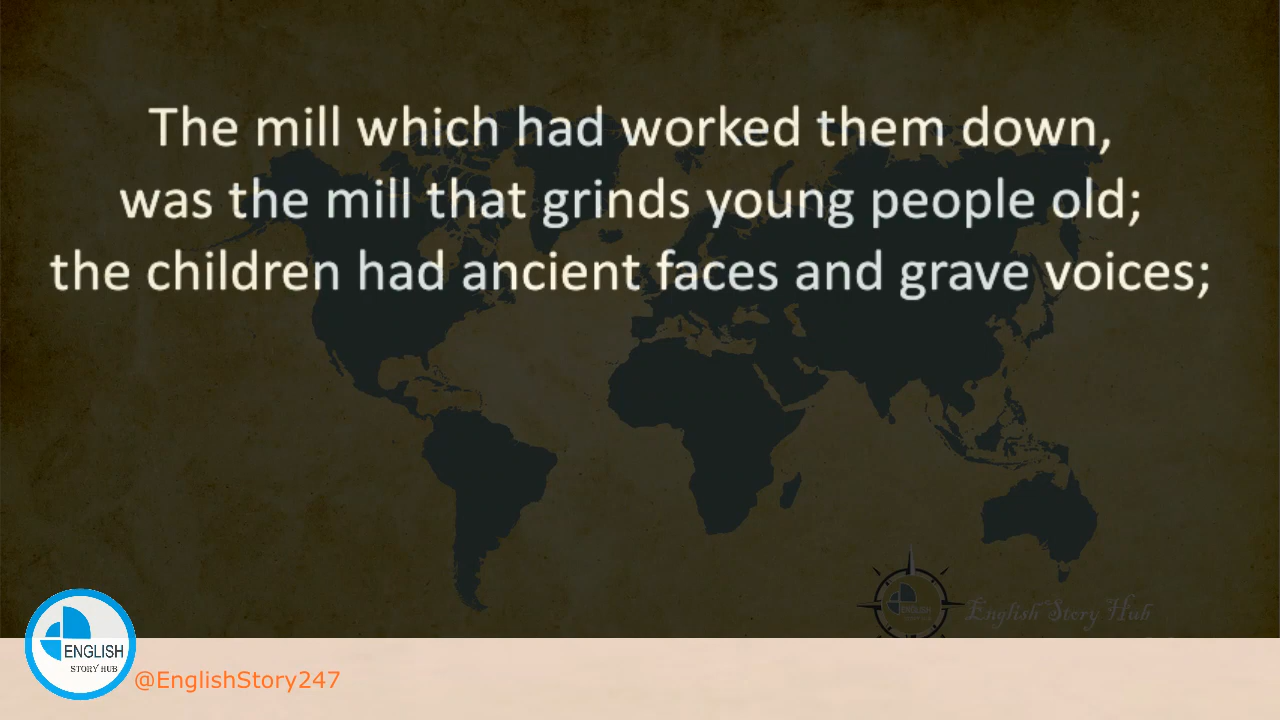 The mill which had worked them down,
was the mill that grinds young people old;
the children had ancient faces and grave voices;
English Story Hub
ENGLISH
STORY HUB
@EnglishStory247